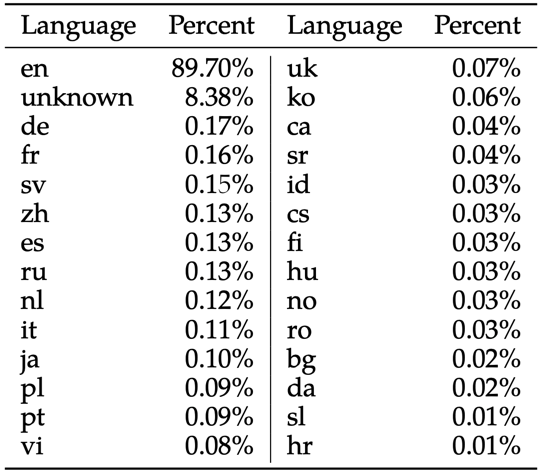 Language Percent Language Percent
en 89.70% uk 0.07%
unknown 8.38% ko 0.06%
de 0.17% ca 0.04%
fr 0.16% sr 0.04%
sv 0.15% id 0.03%
zh 0.13% cs 0.03%
es 0.13% fi 0.03%
ru 0.13% hu 0.03%
nl 0.12% no 0.03%
it 0.11% ro 0.03%
ja 0.10% bg 0.02%
pl 0.09% da 0.02%
pt 0.09% sl 0.01%
vi 0.08% hr 0.01%